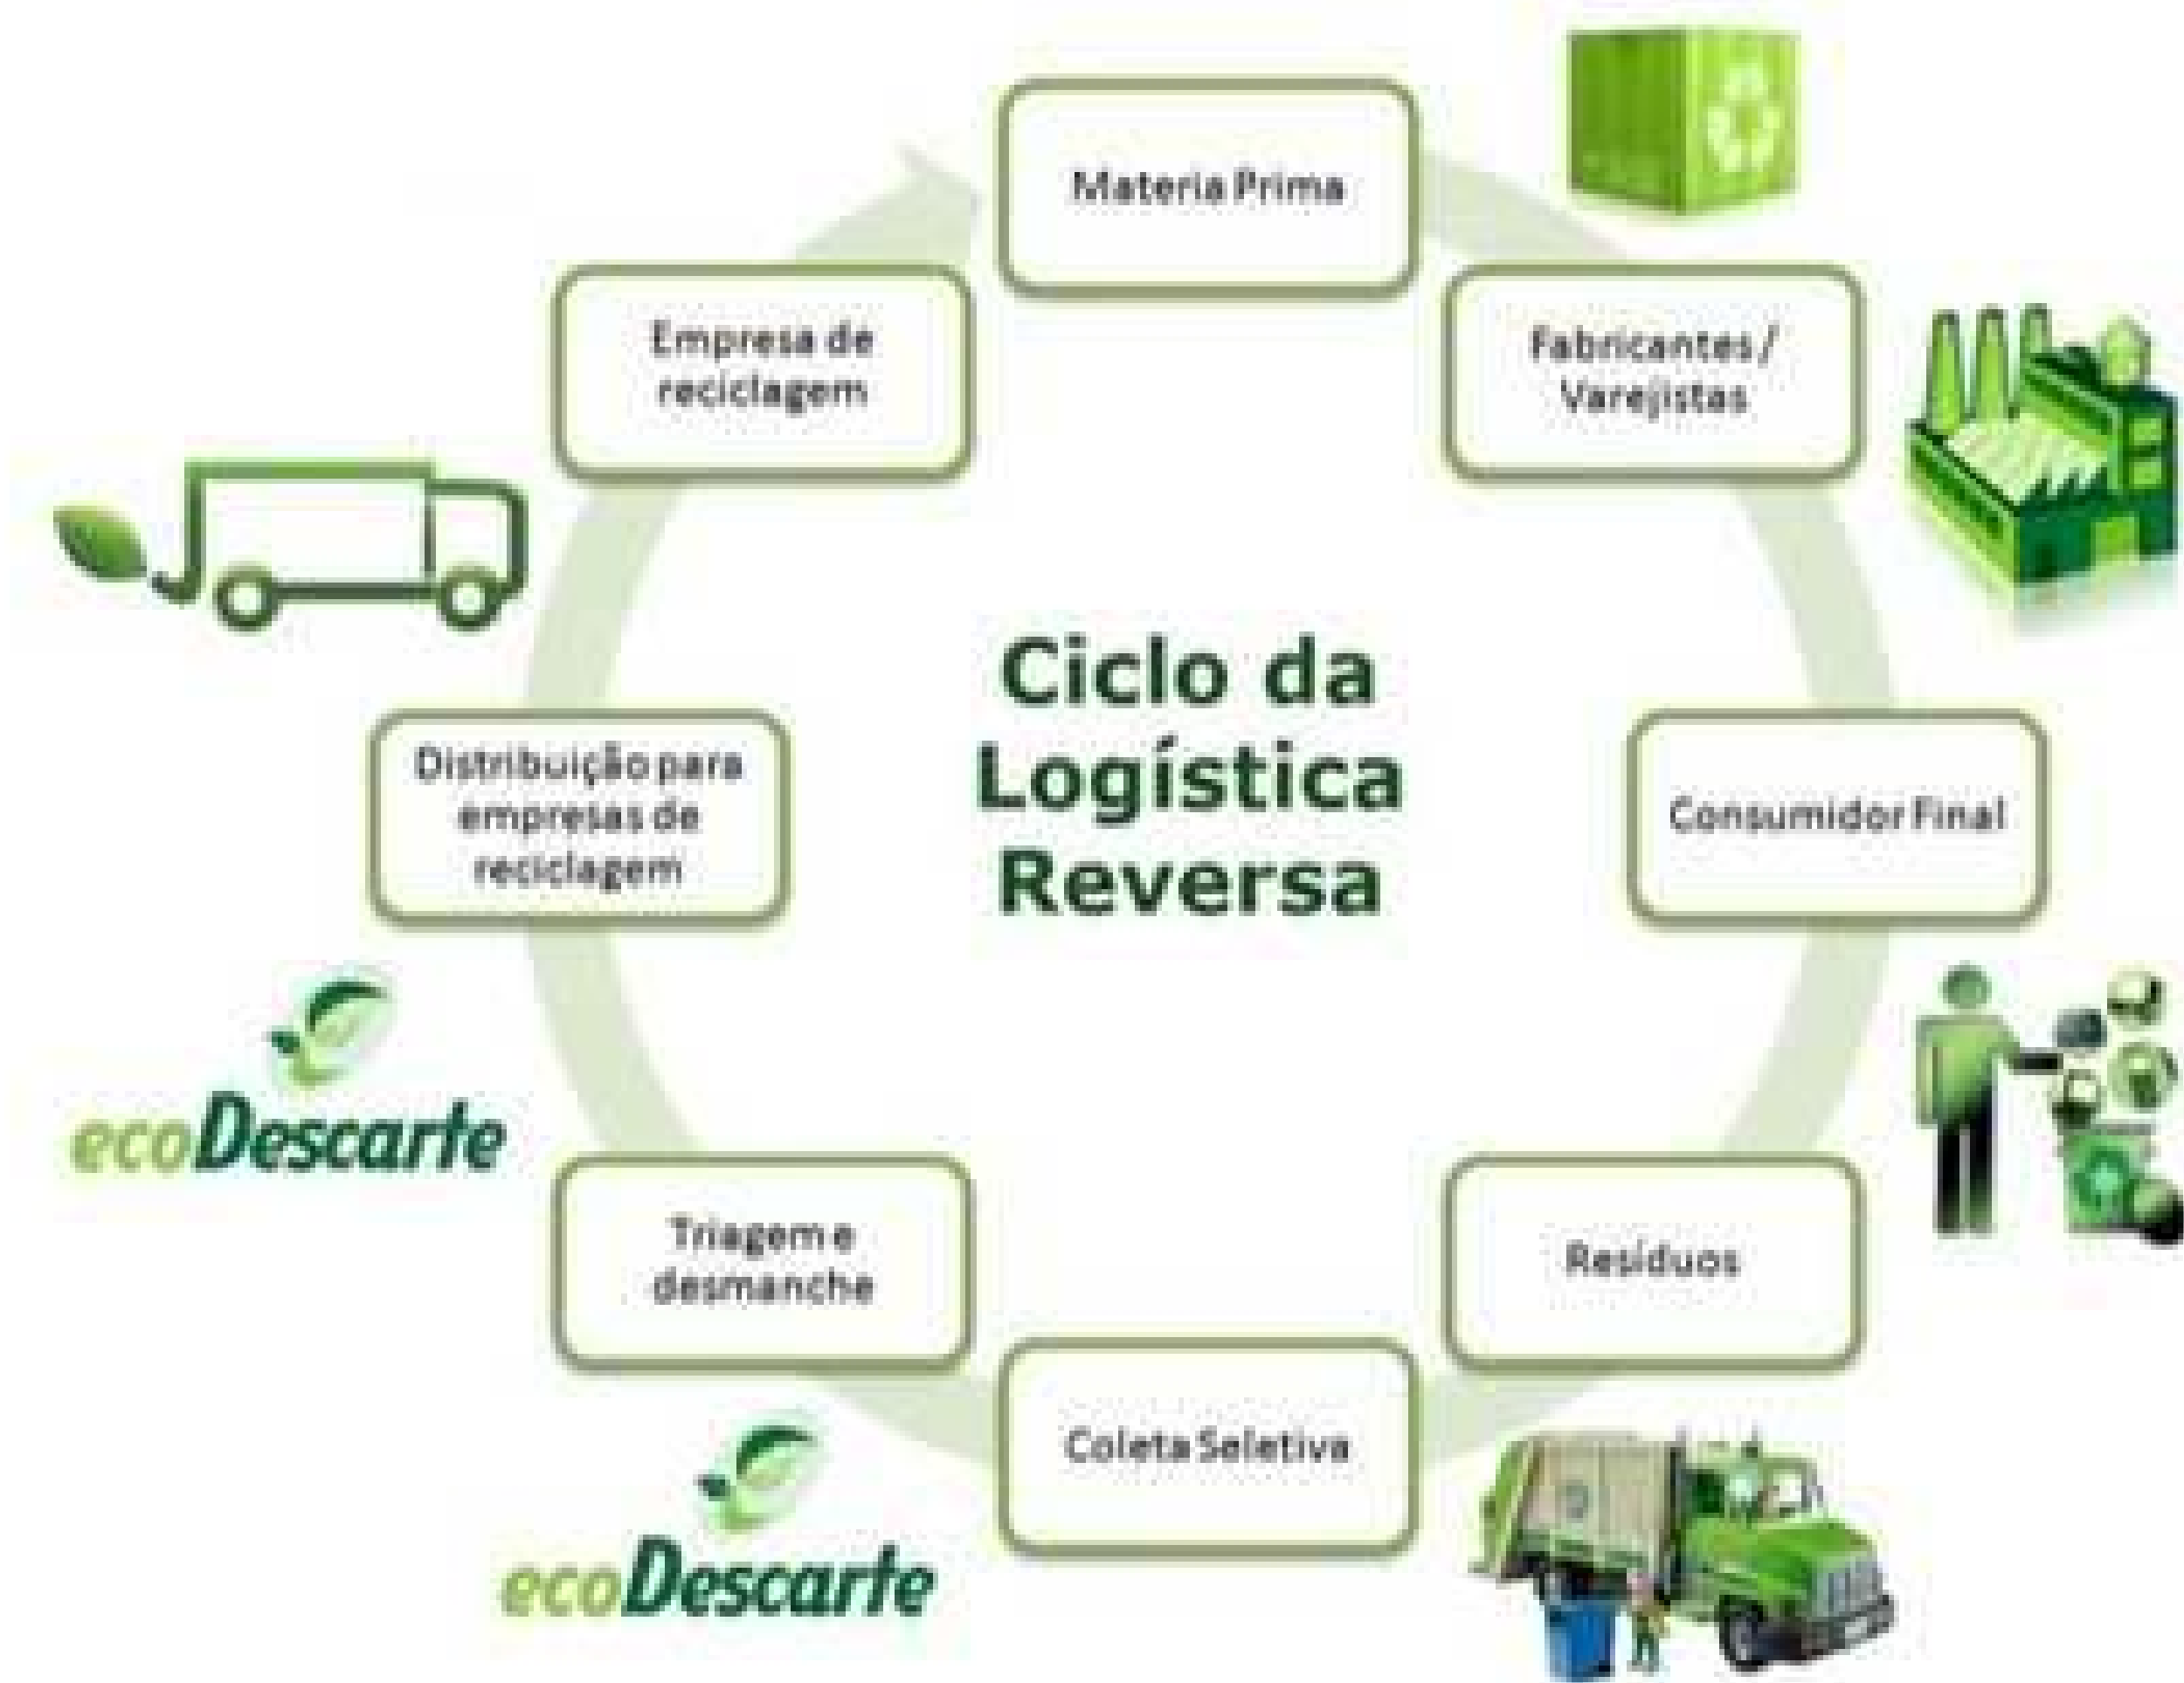 Materia Prima
Fabricantes /
Varejistas
Consumidor Final
Resíduos
Coleta Seletiva
Triagem e
desmanche
Distribuição para
empresas de
reciclagem
Empresa de
reciclagem
Ciclo da
Logística
Reversa
ecoDescarte
ecoDescarte